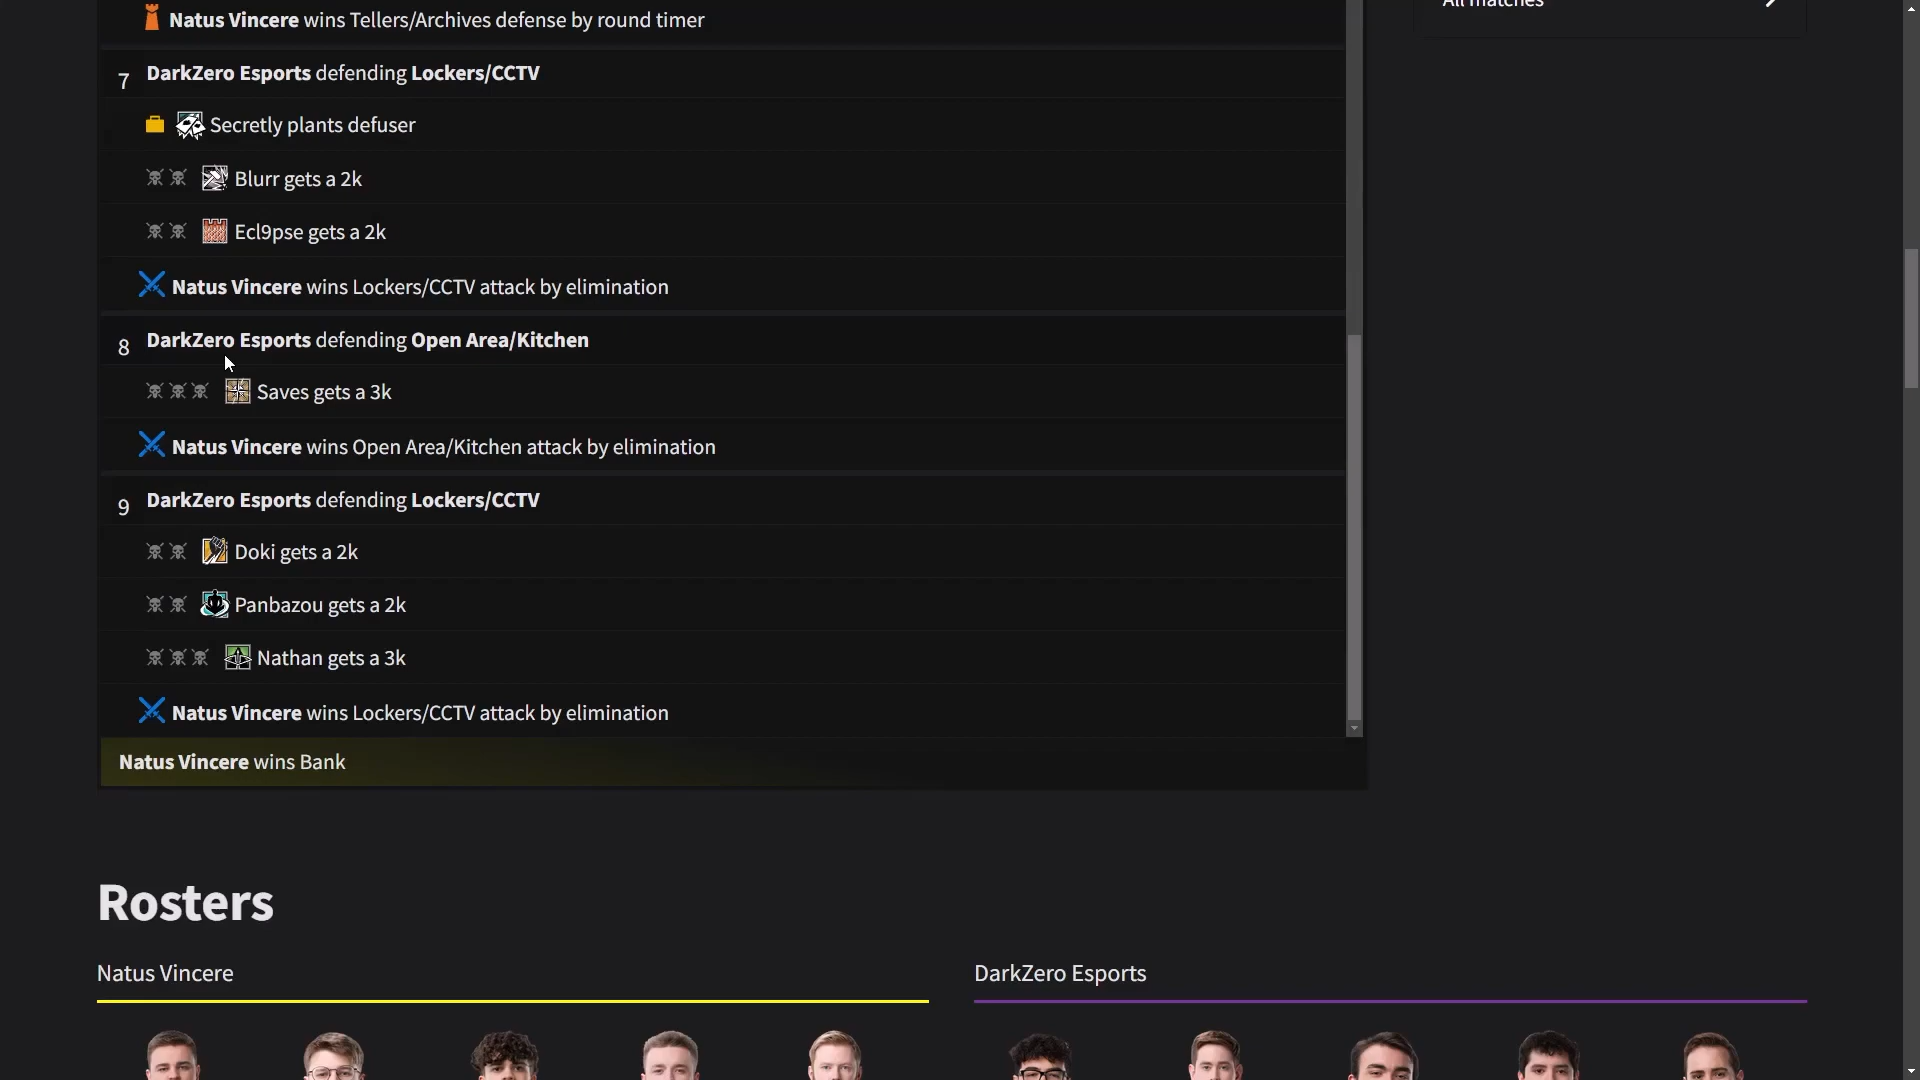 All matches
Natus Vincere wins Tellers/Archives defense by round timer
7
DarkZero Esports defending Lockers/CCTV
Secretly plants defuser
Blurr gets a 2k
Ecl9pse gets a 2k
Natus Vincere wins Lockers/CCTV attack by elimination
8
DarkZero Esports defending Open Area/Kitchen
Saves gets a 3k
Natus Vincere wins Open Area/Kitchen attack by elimination
9
DarkZero Esports defending Lockers/CCTV
Doki gets a 2k
Panbazou gets a 2k
Nathan gets a 3k
Natus Vincere wins Lockers/CCTV attack by elimination
Natus Vincere wins Bank
Rosters
Natus Vincere
DarkZero Esports